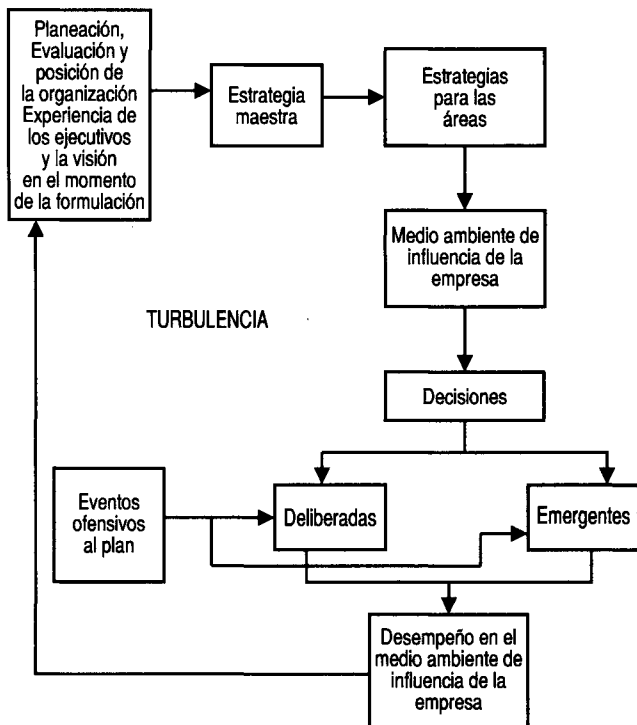 Planeación,
Evaluación y
posición de
la organización
Experiencia de
los ejecutivos
y la visión
en el momento
de la formulación
Estrategia
maestra
Estrategias
para las
áreas
Medio ambiente de
influencia de la
empresa
TURBULENCIA
Decisiones
Eventos
ofensivos
al plan
Deliberadas
Emergentes
Desempeño en el
medio ambiente de
influencia de la
empresa